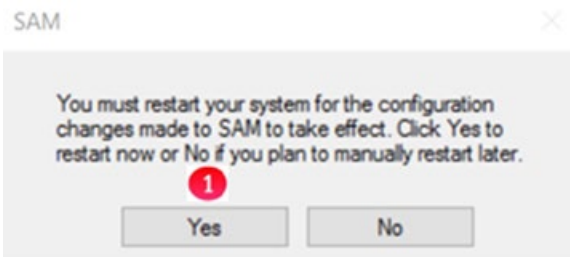 SAM
You must restart your system for the configuration
changes made to SAM to take effect. Click Yes to
restart now or No if you plan to manually restart later.
1
Yes No